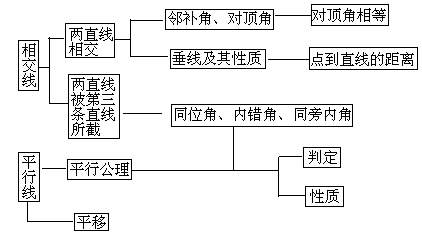 相交线
两直线
相交
邻补角、对顶角
对顶角相等
垂线及其性质
点到直线的距离
两直线
被第三
条直线
所截
同位角、内错角、同旁内角
平行线
平行公理
判定
性质
平移